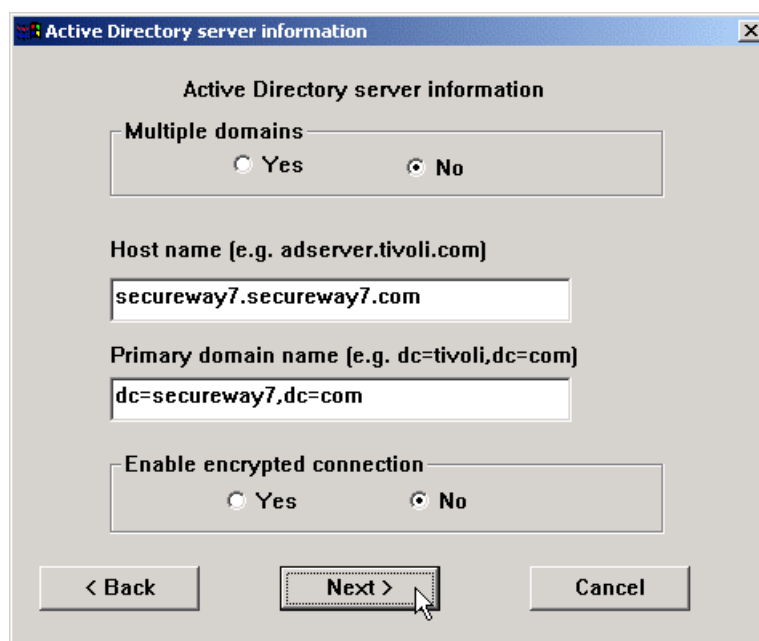 Active Directory server information
Active Directory server information
Multiple domains
Yes No
Host name (e.g. adserver.tivoli.com)
secureway7.secureway7.com
Primary domain name (e.g. dc=tivoli,dc=com)
dc=secureway7,dc=com
Enable encrypted connection
Yes No
< Back Next > Cancel